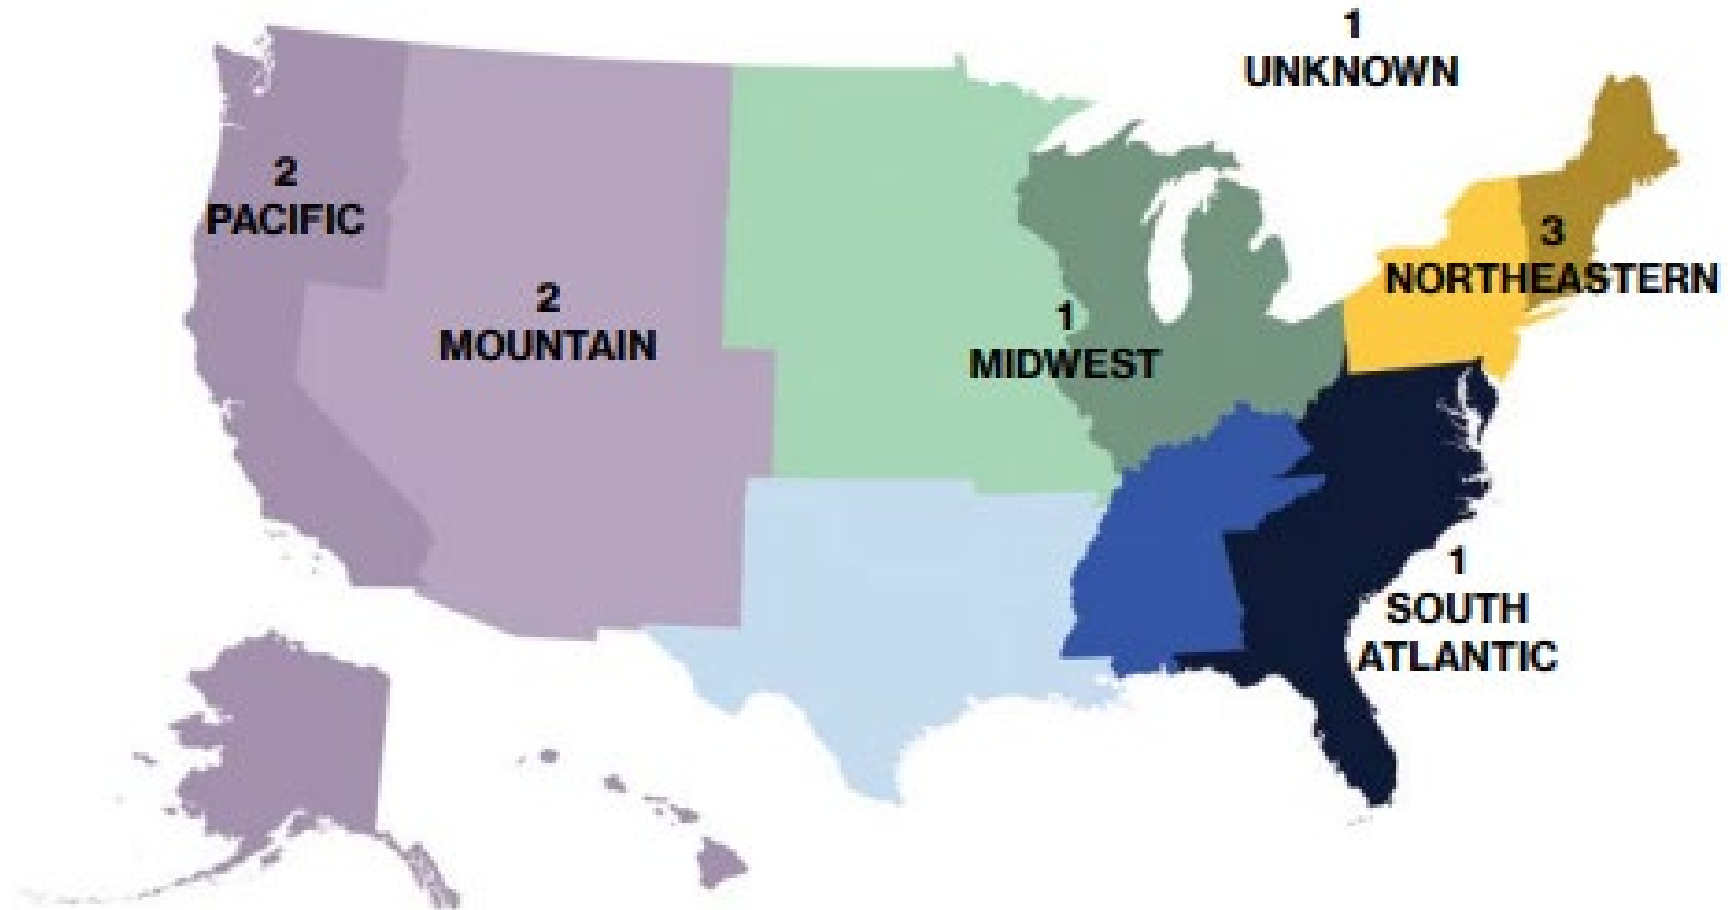 1
UNKNOWN
2
PACIFIC
3
NORTHEASTERN
2
MOUNTAIN
1
MIDWEST
1
SOUTH
ATLANTIC